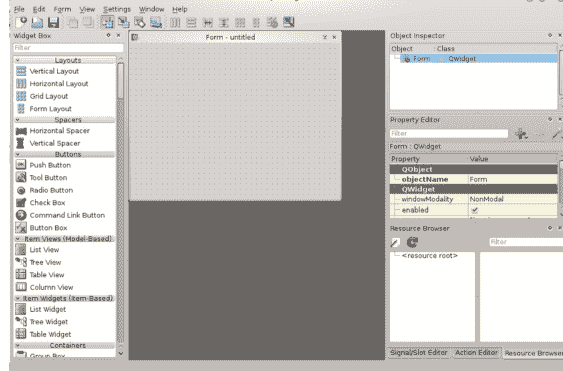 File Edit Form View Settings Window Help
Widget Box
Filter
Layouts
Vertical Layout
Horizontal Layout
Grid Layout
Form Layout
Spacers
Horizontal Spacer
Vertical Spacer
Buttons
Push Button
Tool Button
Radio Button
Check Box
Command Link Button
Button Box
Item Views (Model-Based)
List View
Tree View
Table View
Column View
Item Widgets (Item-Based)
List Widget
Tree Widget
Table Widget
Containers
Group Box
Form - untitled
Object Inspector
Object Class
Form QWidget
Property Editor
Filter
Form : QWidget
Property Value
QObject
objectName Form
QWidget
windowModality NonModal
enabled
Resource Browser
Filter
<resource root>
Signal/Slot Editor Action Editor Resource Browser